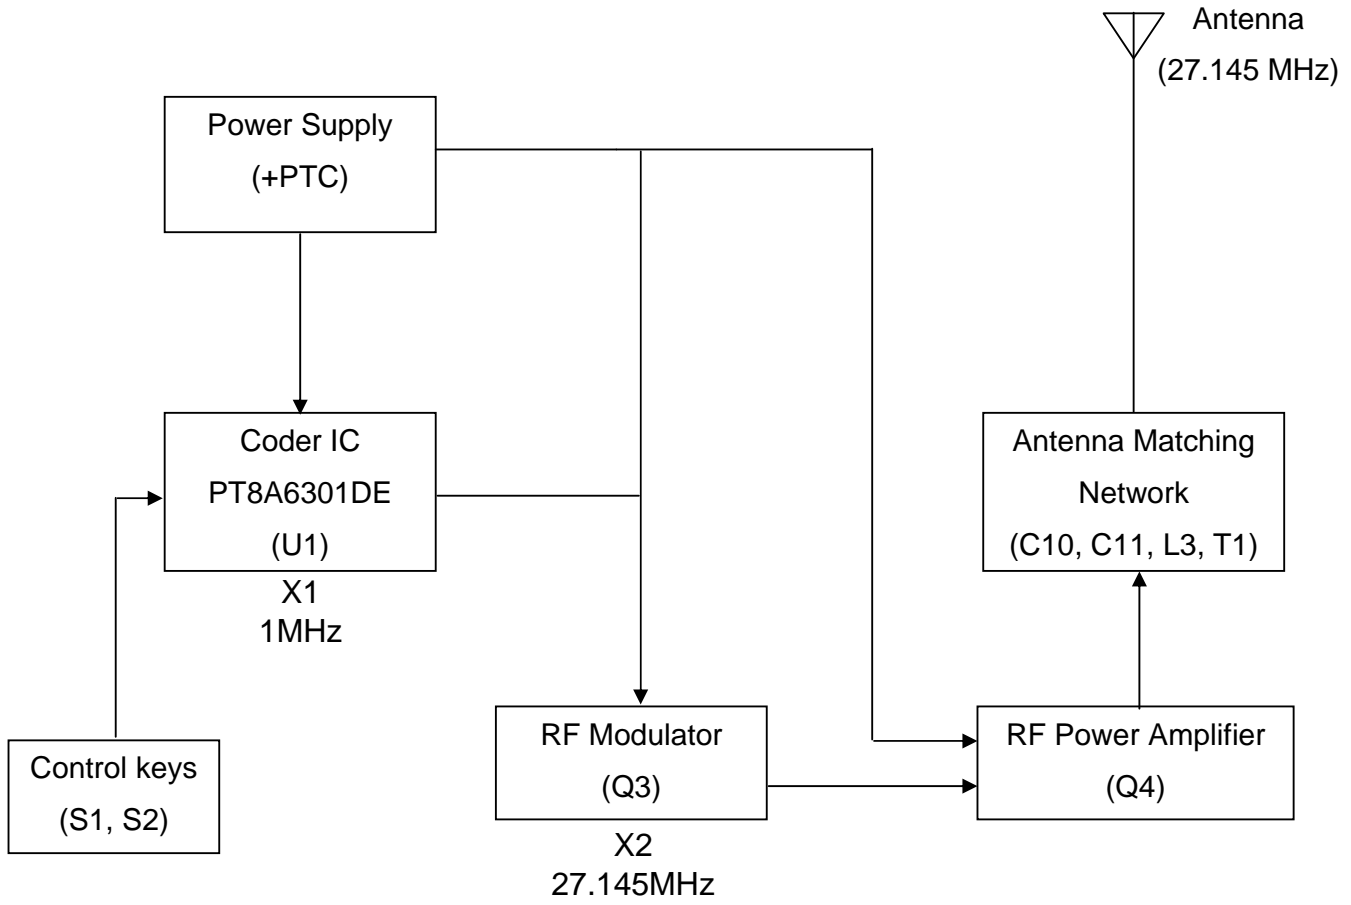 Antenna
(27.145 MHz)
Power Supply
(+PTC)
Coder IC
PT8A6301DE
(U1)
X1
1MHz
Antenna Matching
Network
(C10, C11, L3, T1)
Control keys
(S1, S2)
RF Modulator
(Q3)
X2
27.145MHz
RF Power Amplifier
(Q4)